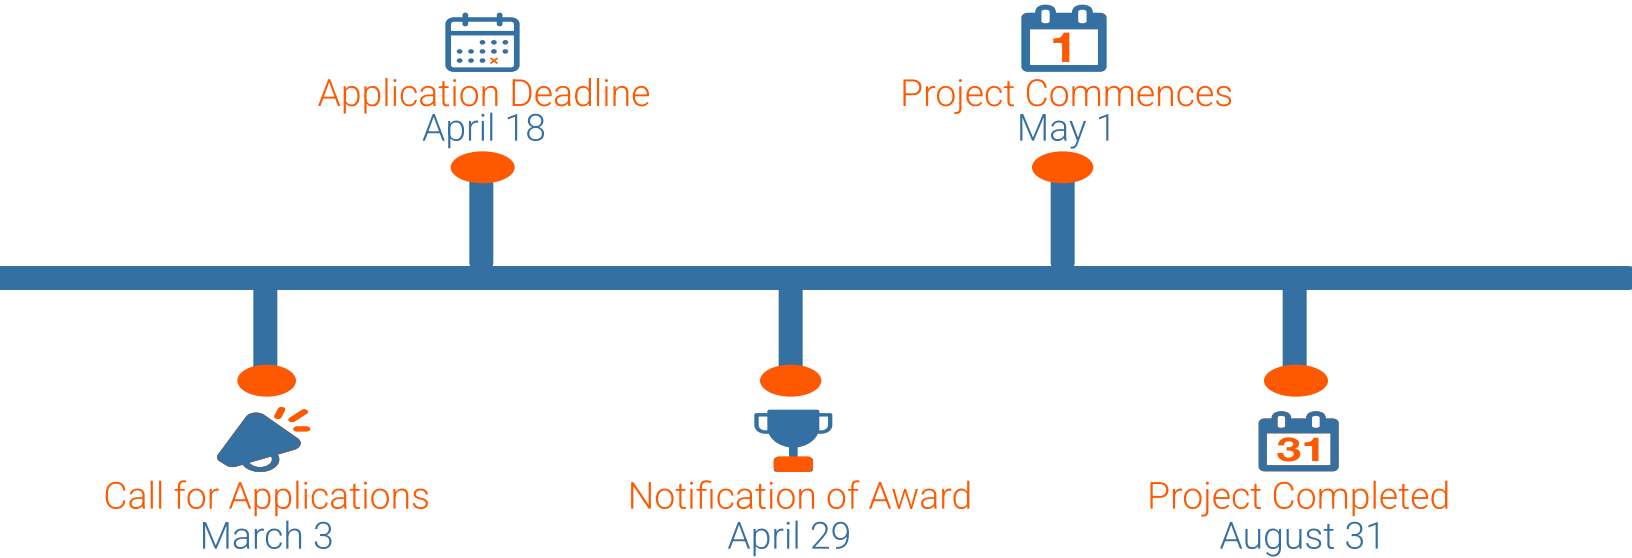 1
Application Deadline
April 18
Project Commences
May 1
31
Call for Applications
March 3
Notification of Award
April 29
Project Completed
August 31